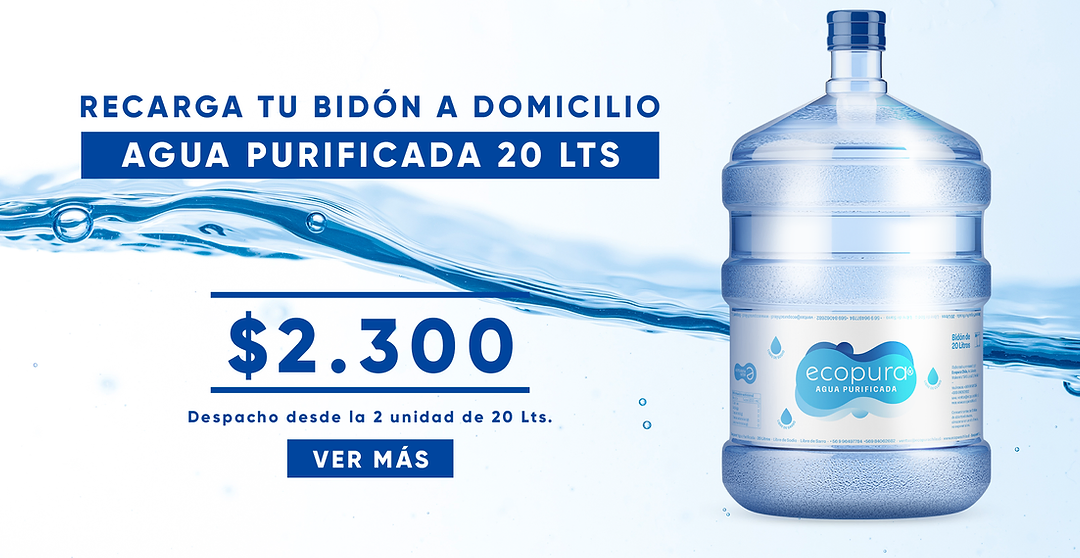 RECARGA TU BIDÓN A DOMICILIO
AGUA PURIFICADA 20 LTS
$2.300
Despacho desde la 2 unidad de 20 Lts.
VER MÁS
Bidón de
20 Litros
ecopura®
AGUA PURIFICADA